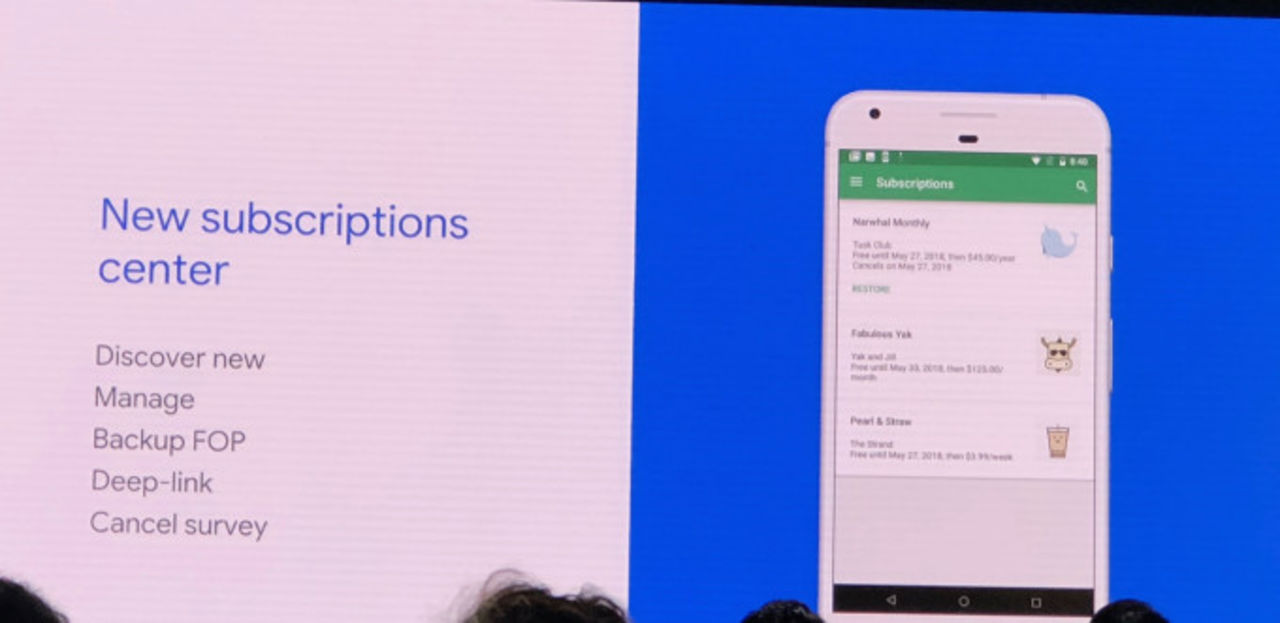 New subscriptions
center
Discover new
Manage
Backup FOP
Deep-link
Cancel survey
8:40
Subscriptions
Narwhal Monthly
Tusk Club
Free until May 27, 2018, then $45.00/year
Cancels on May 27, 2018
RESTORE
Fabulous Yak
Yak and Jill
Free until May 30, 2018, then $120.00/
month
Pearl & Straw
The Strand
Free until May 27, 2018, then $3.99/week